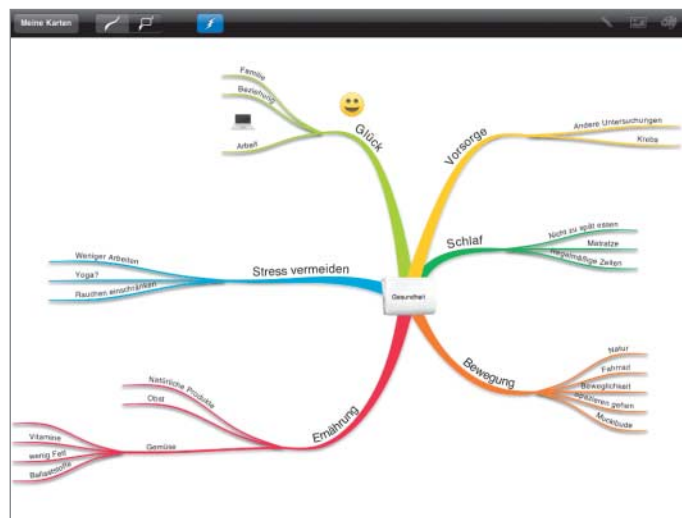 Meine Karten
Familie
Beziehung
Arbeit
Glück
Vorsorge
Andere Untersuchungen
Krebs
Schlaf
Nicht zu spät essen
Matratze
Regelmäßige Zeiten
Stress vermeiden
Weniger Arbeiten
Yoga?
Rauchen einschränken
Gesundheit
Bewegung
Natur
Fahrrad
Beweglichkeit
Spazieren gehen
Muckibude
Ernährung
Natürliche Produkte
Obst
Gemüse
Vitamine
wenig Fett
Ballaststoffe